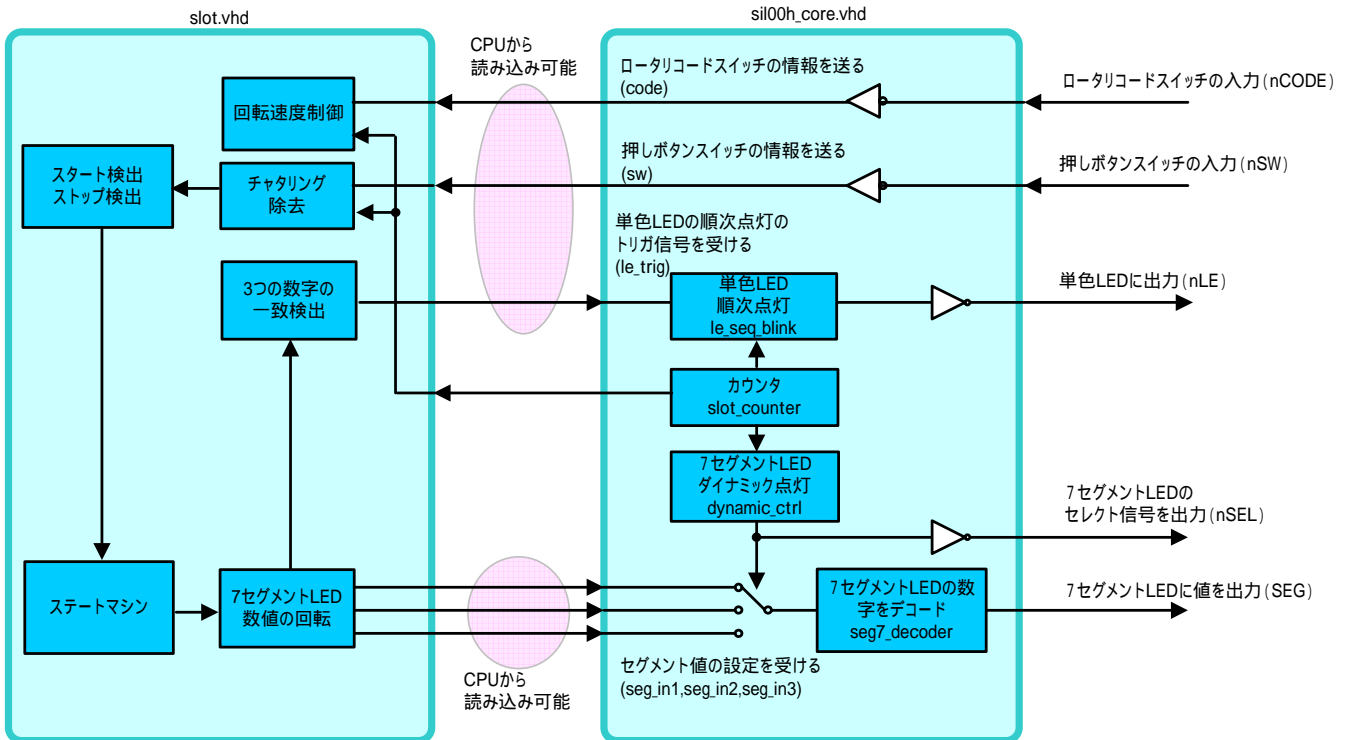 slot.vhd
sil00h_core.vhd
CPUから
読み込み可能
ロータリコードスイッチの情報を送る
(code)
ロータリコードスイッチの入力(nCODE)
回転速度制御
押しボタンスイッチの情報を送る
(sw)
押しボタンスイッチの入力(nSW)
スタート検出
ストップ検出
チャタリング
除去
単色LEDの順次点灯の
トリガ信号を受ける
(le_trig)
3つの数字の
一致検出
単色LED
順次点灯
le_seq_blink
単色LEDに出力(nLE)
カウンタ
slot_counter
7セグメントLED
ダイナミック点灯
dynamic_ctrl
7セグメントLEDの
セレクト信号を出力(nSEL)
ステートマシン
7セグメントLED
数値の回転
7セグメントLEDの数
字をデコード
seg7_decoder
7セグメントLEDに値を出力(SEG)
CPUから
読み込み可能
セグメント値の設定を受ける
(seg_in1,seg_in2,seg_in3)